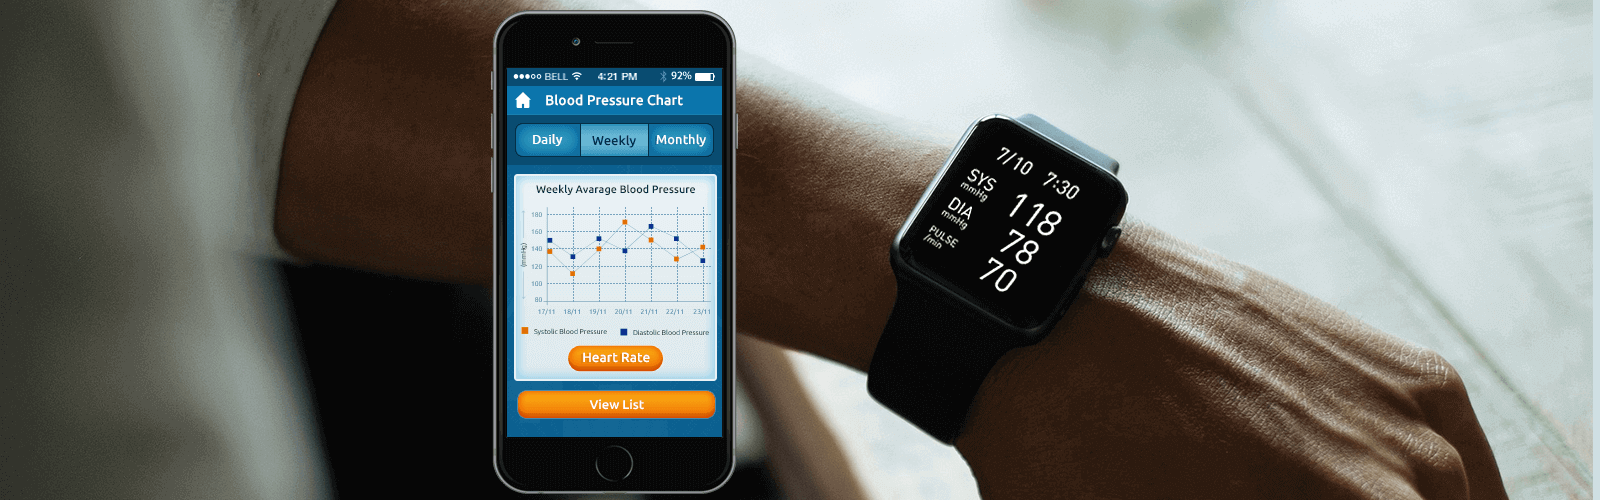 BELL 4:21 PM 92%
Blood Pressure Chart
Daily Weekly Monthly
Weekly Avarage Blood Pressure
(mmHg)
180
160
140
120
100
80
17/11 18/11 19/11 20/11 21/11 22/11 23/11
Systolic Blood Pressure Diastolic Blood Pressure
Heart Rate
View List
7/10 7:30
SYS mmHg 118
DIA mmHg 78
PULSE /min 70